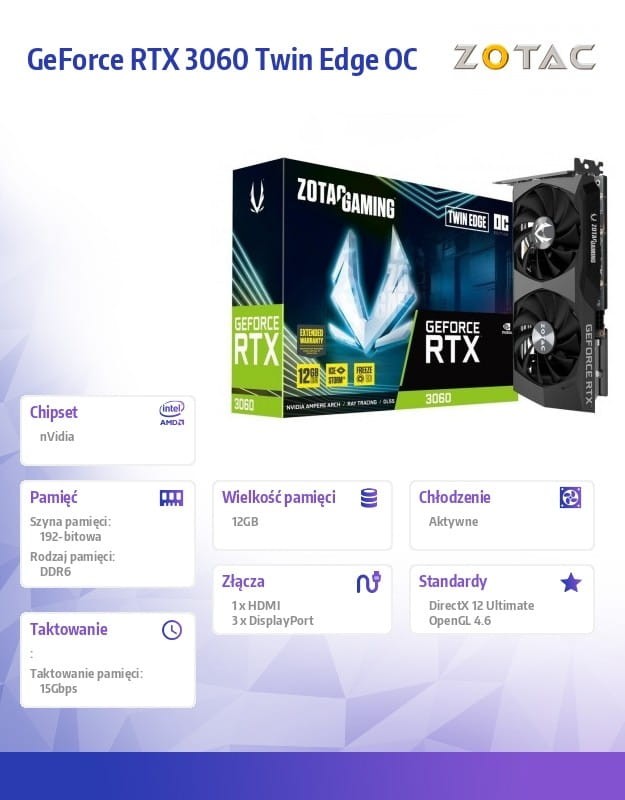 GeForce RTX 3060 Twin Edge OC
ZOTAC
ZOTAC GAMING
TWIN EDGE OC
GEFORCE
RTX
3060
EXTENDED
WARRANTY
12GB
ICE
STORM
FREEZE
GEFORCE
RTX
NVIDIA AMPERE ARCH / RAY TRACING / DLSS
3060
ZOTAC GAMING
ZOTAC
GEFORCE RTX
Chipset
intel
AMD
nVidia
Pamięć
Szyna pamięci:
192-bitowa
Rodzaj pamięci:
DDR6
Wielkość pamięci
12GB
Chłodzenie
Aktywne
Złącza
1 x HDMI
3 x DisplayPort
Standardy
DirectX 12 Ultimate
OpenGL 4.6
Taktowanie
:
Taktowanie pamięci:
15Gbps